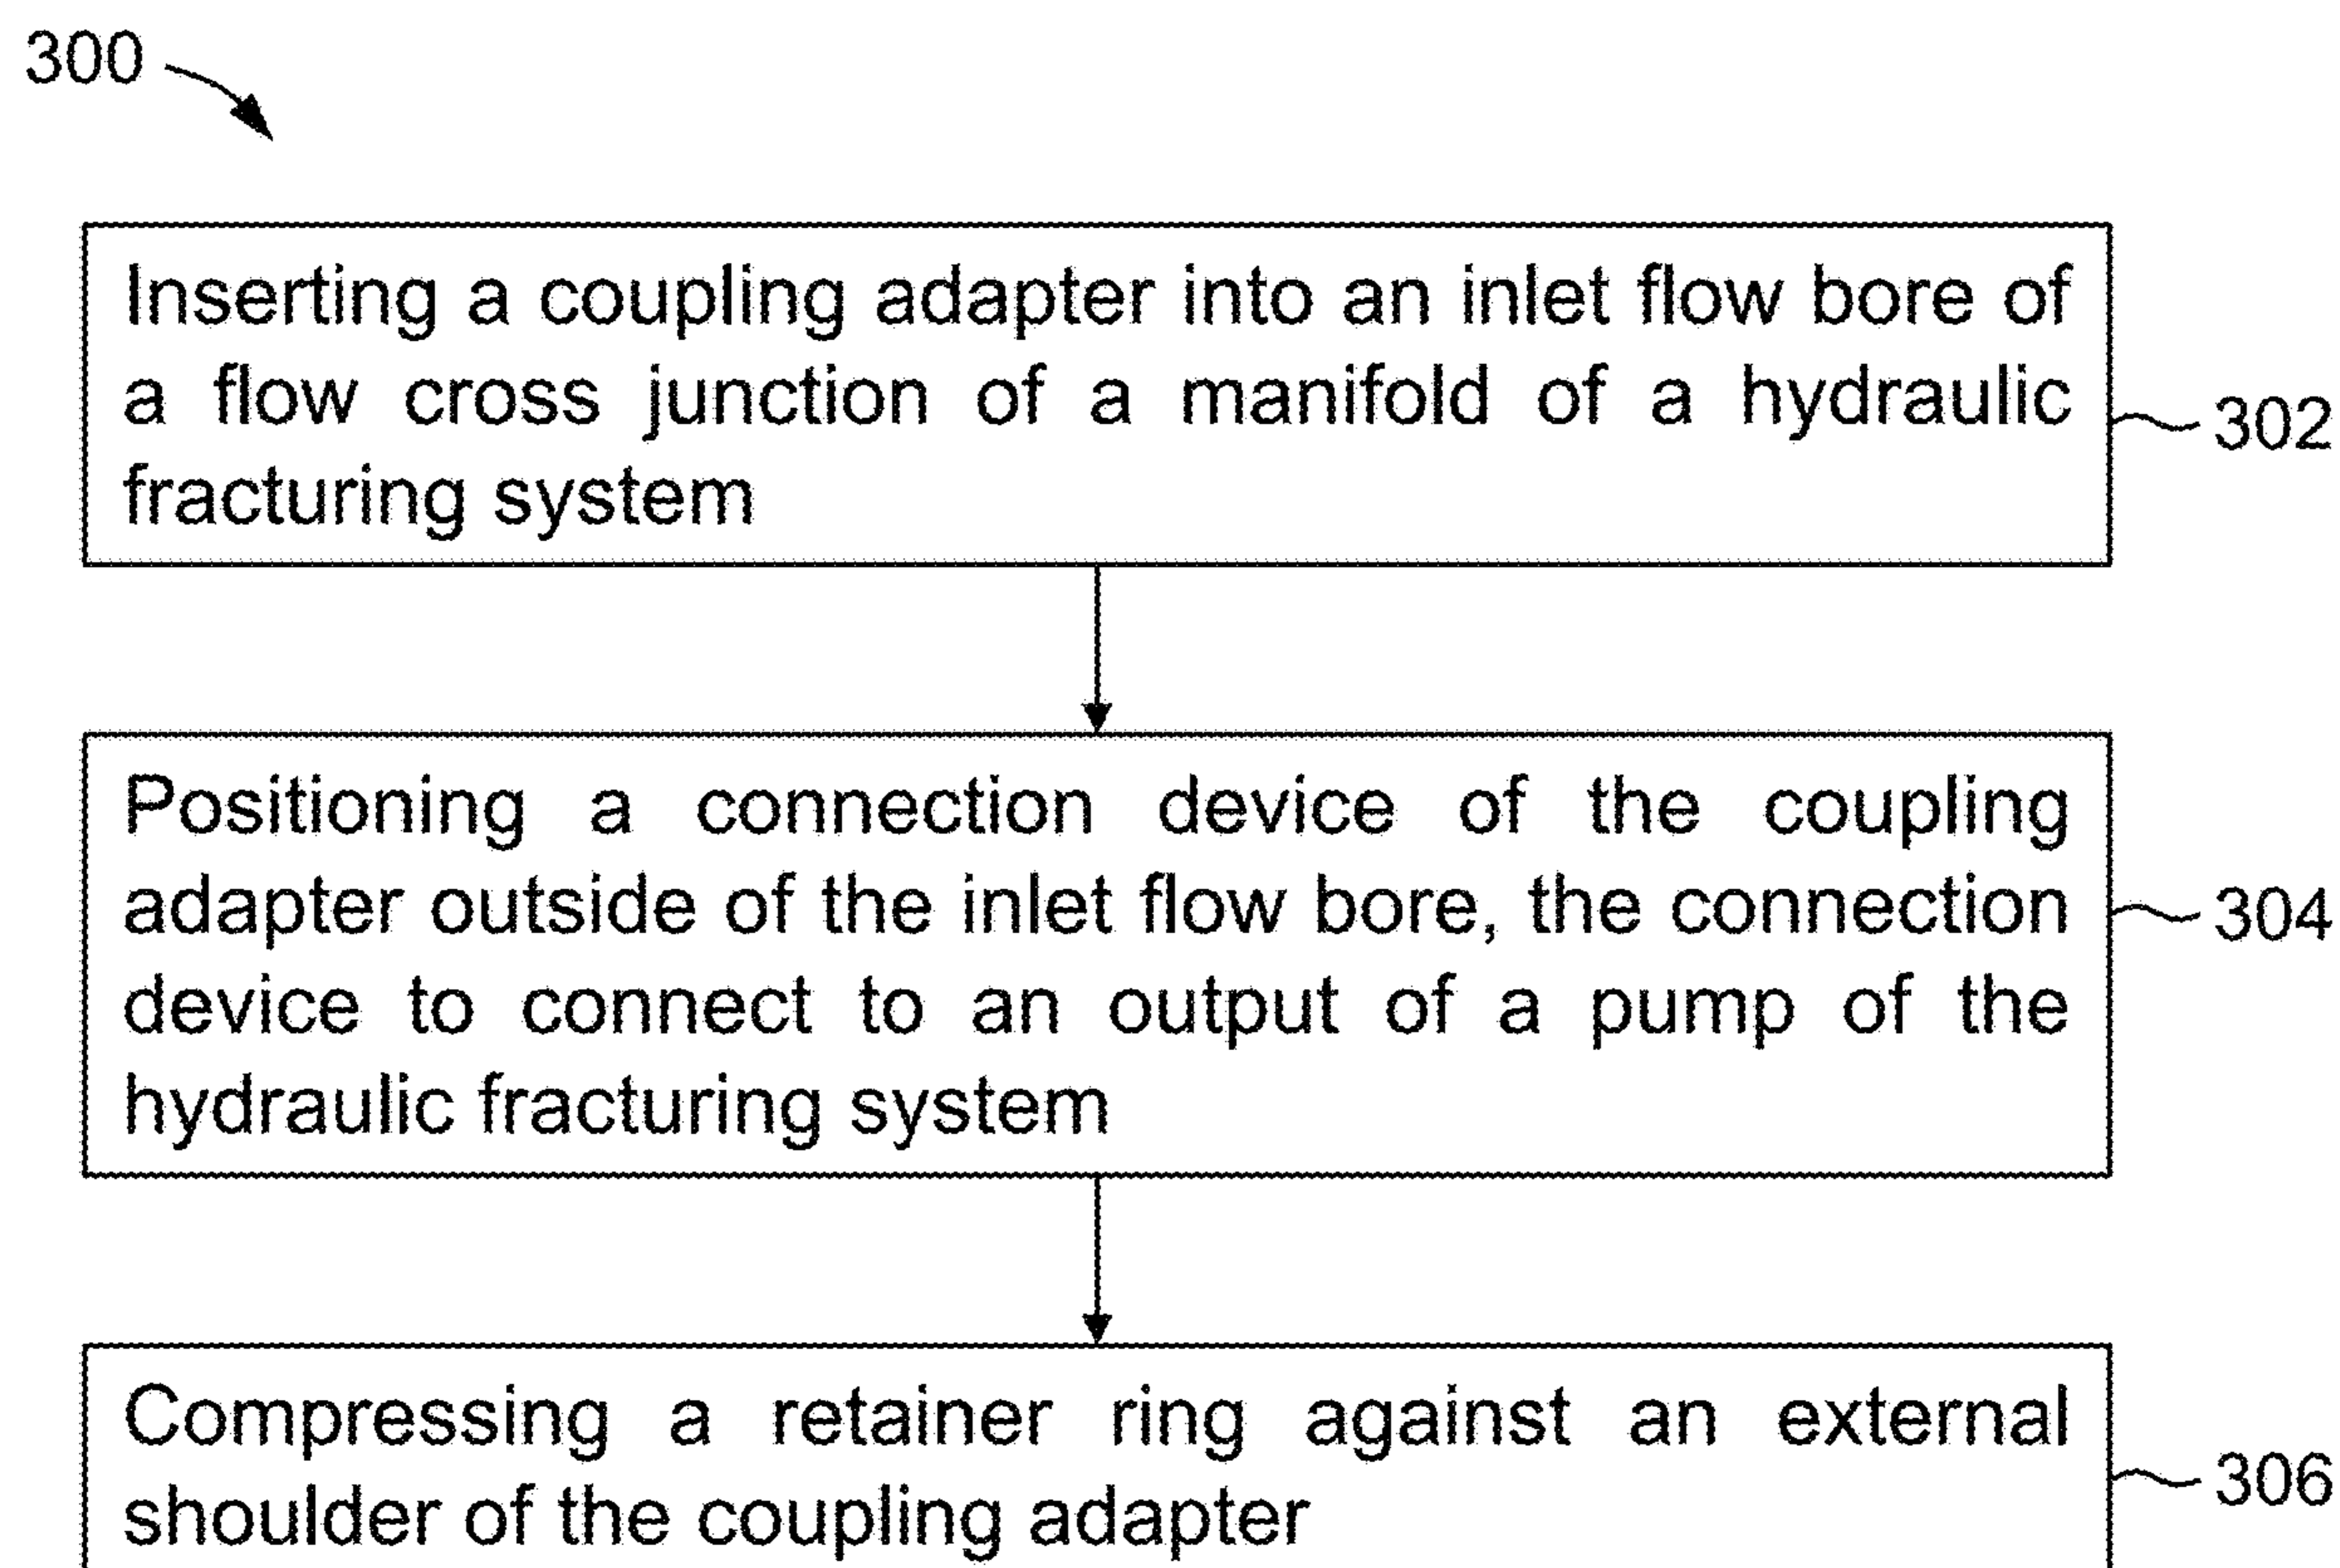 300
Inserting a coupling adapter into an inlet flow bore of
a flow cross junction of a manifold of a hydraulic
fracturing system
302
Positioning a connection device of the coupling
adapter outside of the inlet flow bore, the connection
device to connect to an output of a pump of the
hydraulic fracturing system
304
Compressing a retainer ring against an external
shoulder of the coupling adapter
306